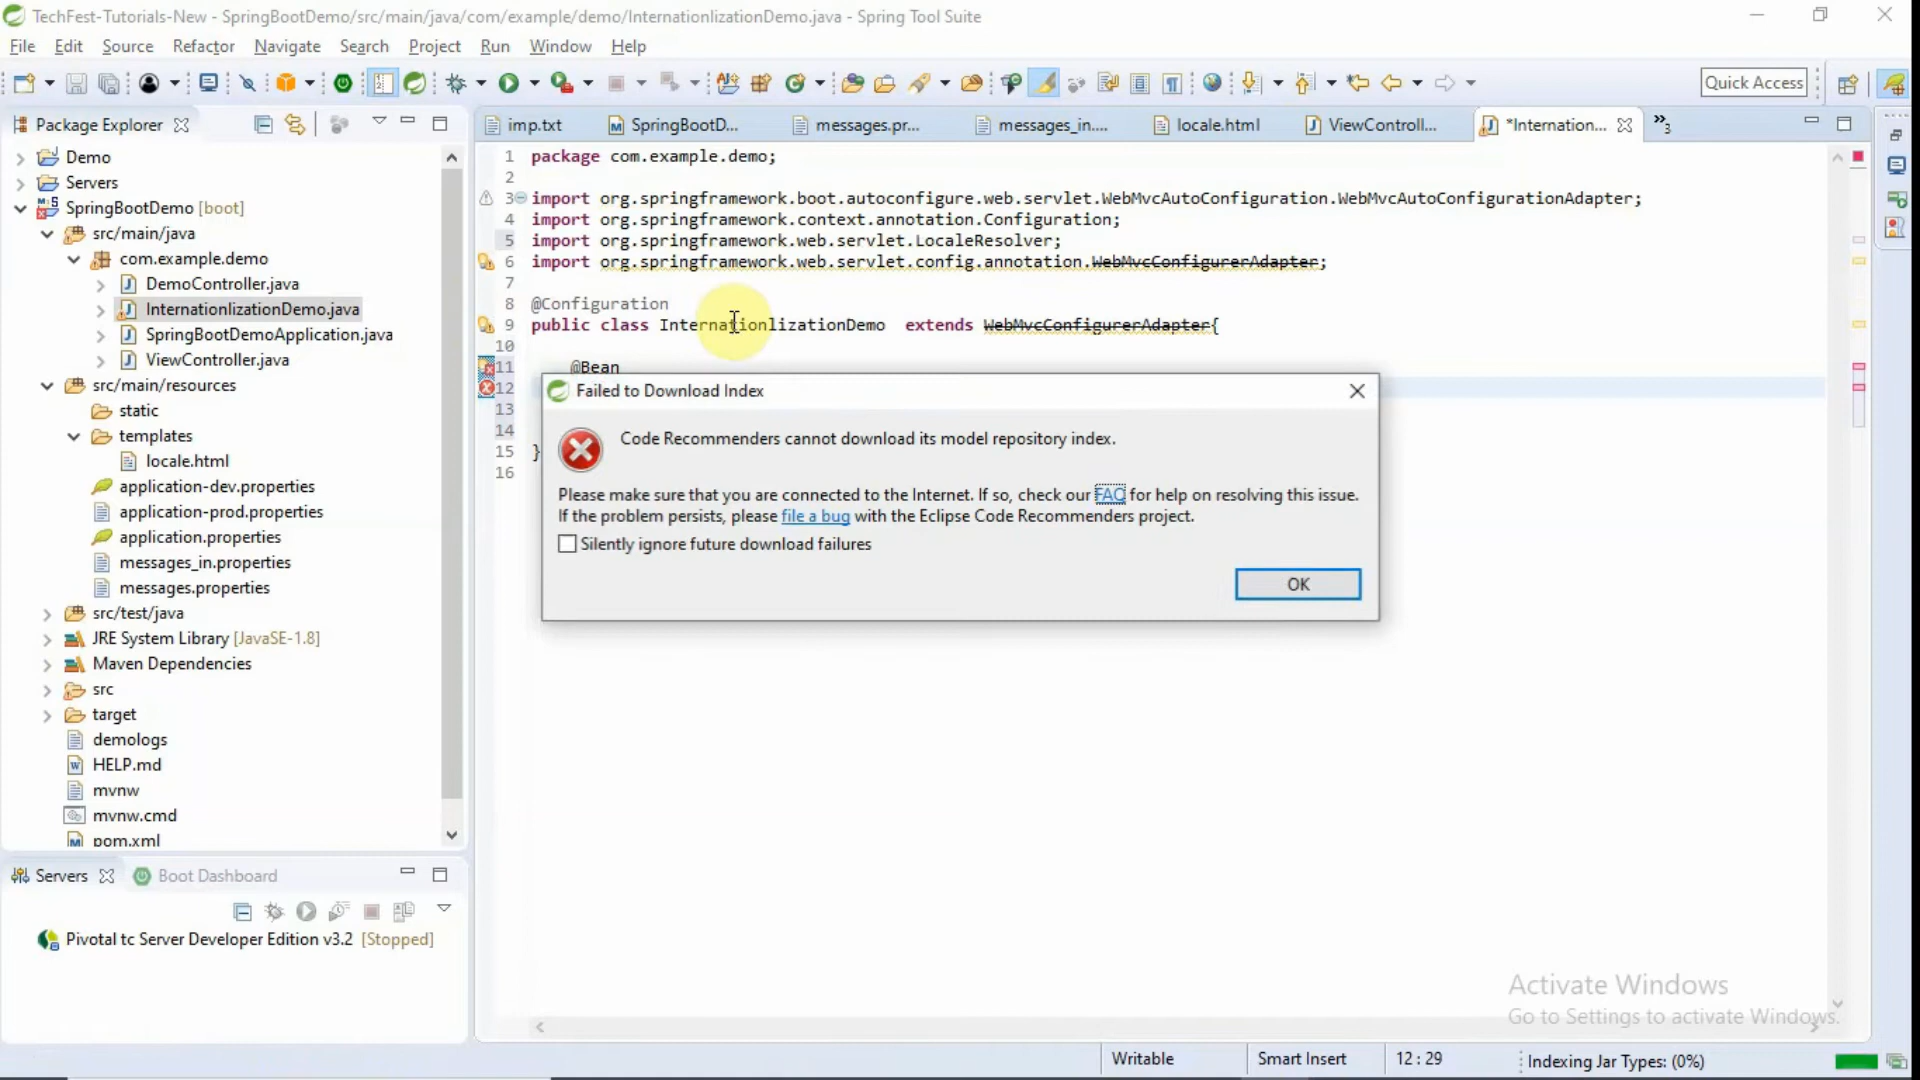 TechFest-Tutorials-New - SpringBootDemo/src/main/java/com/example/demo/InternationlizationDemo.java - Spring Tool Suite
File Edit Source Refactor Navigate Search Project Run Window Help
Quick Access
Package Explorer
imp.txt SpringBootD... messages.pr... messages_in.... locale.html ViewControll... *Internation... »3
Demo
Servers
SpringBootDemo [boot]
src/main/java
com.example.demo
DemoController.java
InternationlizationDemo.java
SpringBootDemoApplication.java
ViewController.java
src/main/resources
static
templates
locale.html
application-dev.properties
application-prod.properties
application.properties
messages_in.properties
messages.properties
src/test/java
JRE System Library [JavaSE-1.8]
Maven Dependencies
src
target
demologs
HELP.md
mvnw
mvnw.cmd
pom.xml
1 package com.example.demo;
2
3 import org.springframework.boot.autoconfigure.web.servlet.WebMvcAutoConfiguration.WebMvcAutoConfigurationAdapter;
4 import org.springframework.context.annotation.Configuration;
5 import org.springframework.web.servlet.LocaleResolver;
6 import org.springframework.web.servlet.config.annotation.WebMvcConfigurerAdapter;
7
8 @Configuration
9 public class InternationlizationDemo extends WebMvcConfigurerAdapter{
10
11 @Bean
12
13
14
15 }
16
Failed to Download Index
Code Recommenders cannot download its model repository index.
Please make sure that you are connected to the Internet. If so, check our FAQ for help on resolving this issue.
If the problem persists, please file a bug with the Eclipse Code Recommenders project.
Silently ignore future download failures
OK
Servers Boot Dashboard
Pivotal tc Server Developer Edition v3.2 [Stopped]
Activate Windows
Go to Settings to activate Windows.
Writable Smart Insert 12 : 29 Indexing Jar Types: (0%)